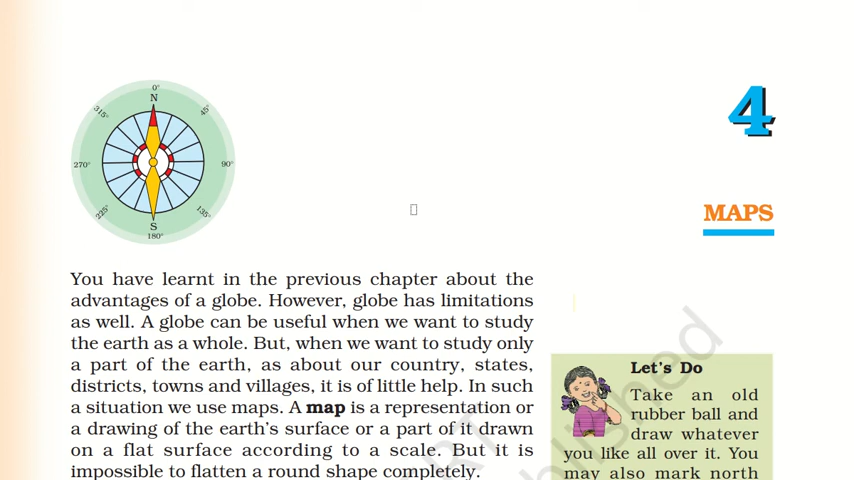 0°
N
45°
90°
135°
S
180°
225°
270°
315°
4
MAPS
You have learnt in the previous chapter about the
advantages of a globe. However, globe has limitations
as well. A globe can be useful when we want to study
the earth as a whole. But, when we want to study only
a part of the earth, as about our country, states,
districts, towns and villages, it is of little help. In such
a situation we use maps. A map is a representation or
a drawing of the earth's surface or a part of it drawn
on a flat surface according to a scale. But it is
impossible to flatten a round shape completely.
Let's Do
Take an old
rubber ball and
draw whatever
you like all over it. You
may also mark north